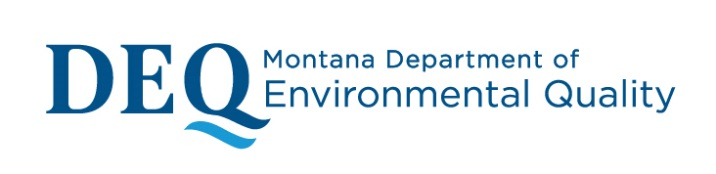 DEQ
Montana Department of
Environmental Quality